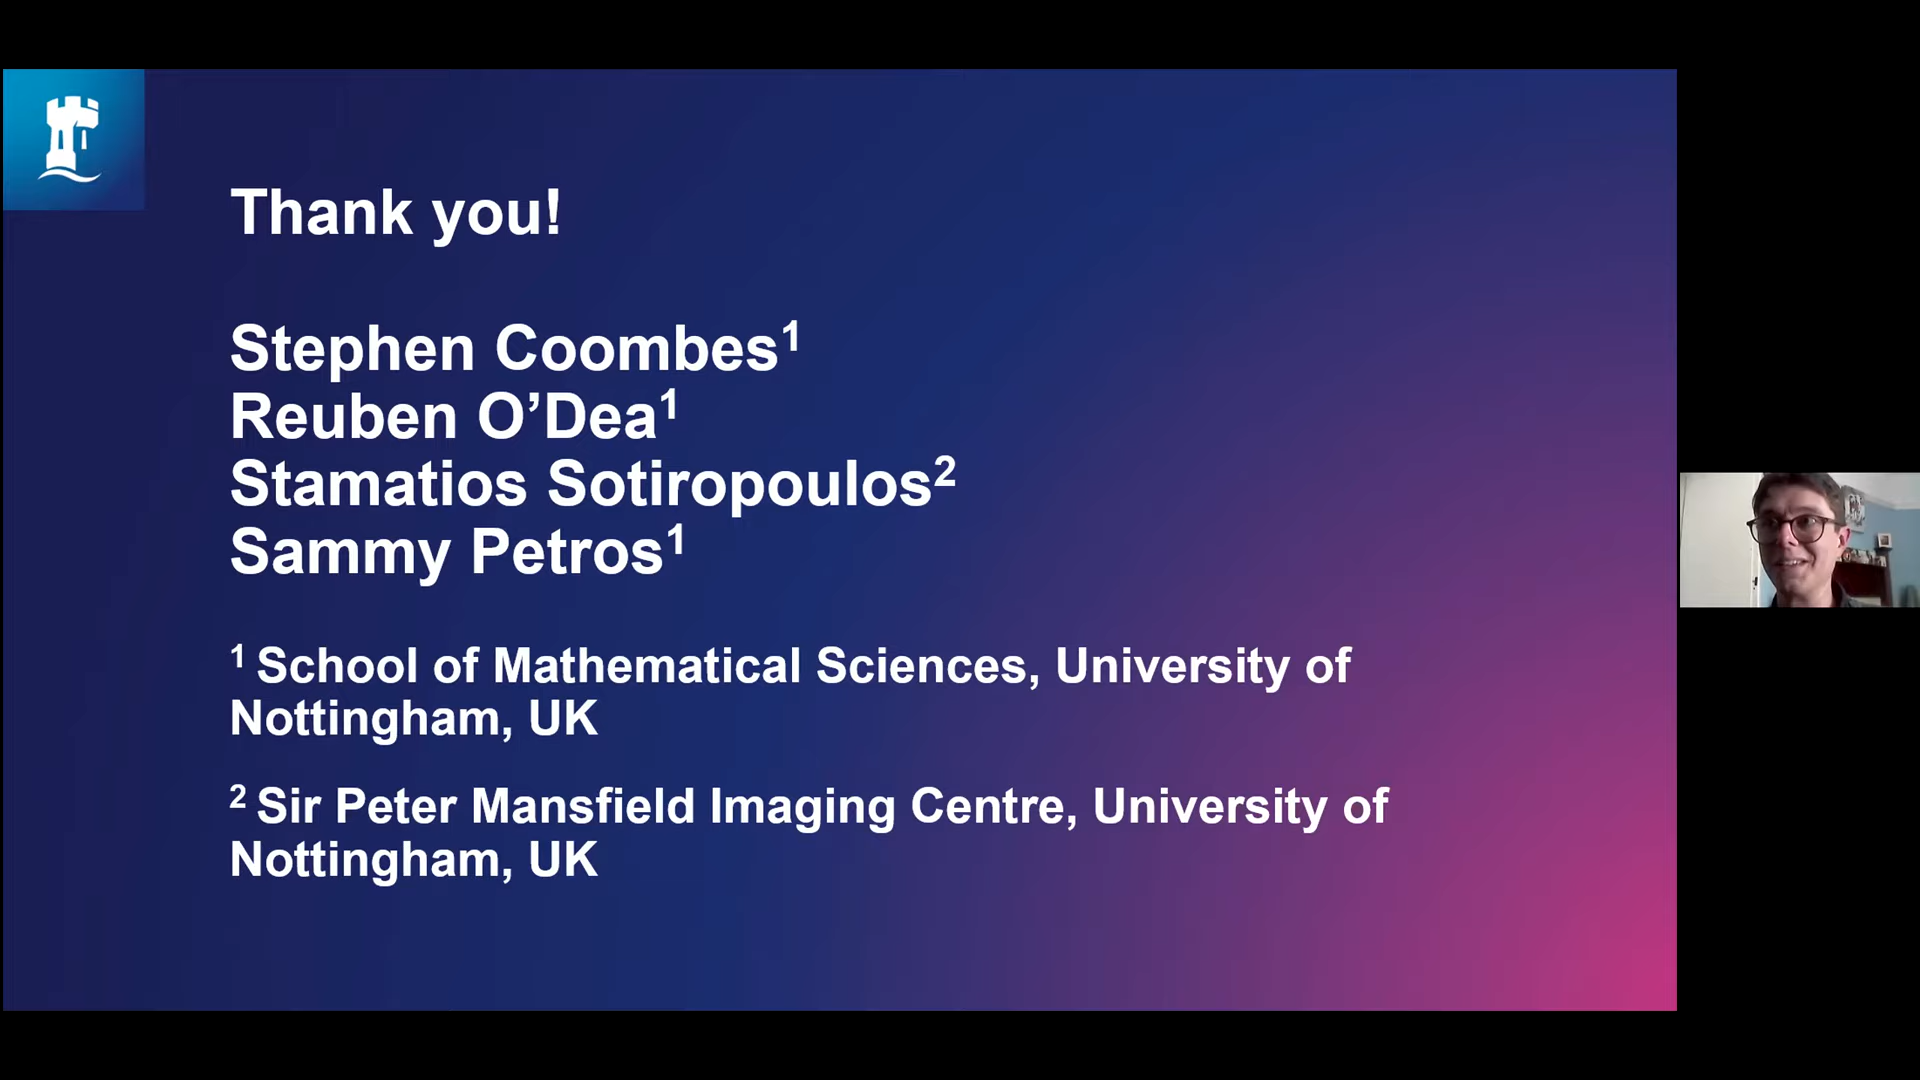 Thank you!
Stephen Coombes¹
Reuben O’Dea¹
Stamatios Sotiropoulos²
Sammy Petros¹
¹ School of Mathematical Sciences, University of
Nottingham, UK
² Sir Peter Mansfield Imaging Centre, University of
Nottingham, UK